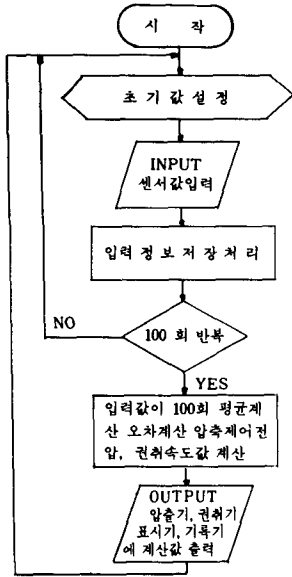 시 작
초 기 값 설 정
INPUT
센서값입력
입력 정 보 저 장 처 리
NO
100 회 반복
YES
입력값이 100회 평균계
산 오차계산 압축제어전
압, 권취속도값 계산
OUTPUT
압출기, 권취기
표시기, 기록기
에 계산값 출력